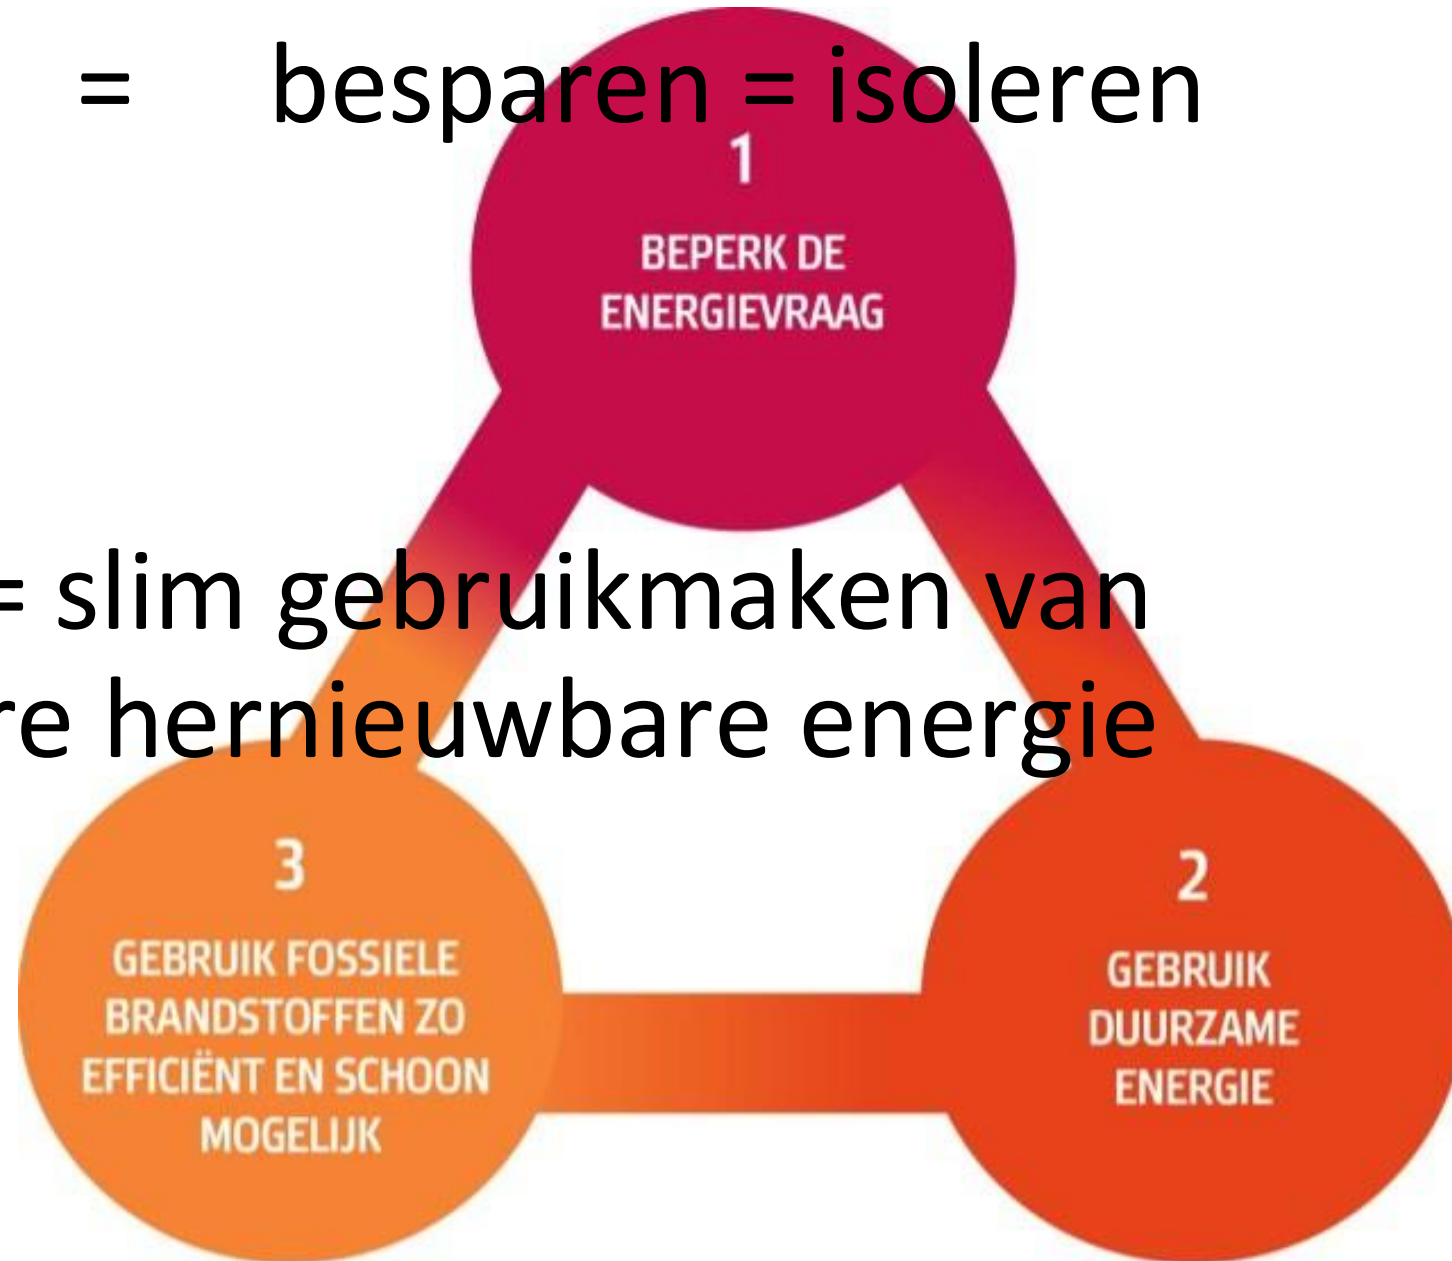 = besparen = isoleren
1
BEPERK DE
ENERGIEVRAAG
= slim gebruikmaken van
re hernieuwbare energie
3
GEBRUIK FOSSIELE
BRANDSTOFFEN ZO
EFFICIËNT EN SCHOON
MOGELIJK
2
GEBRUIK
DUURZAME
ENERGIE